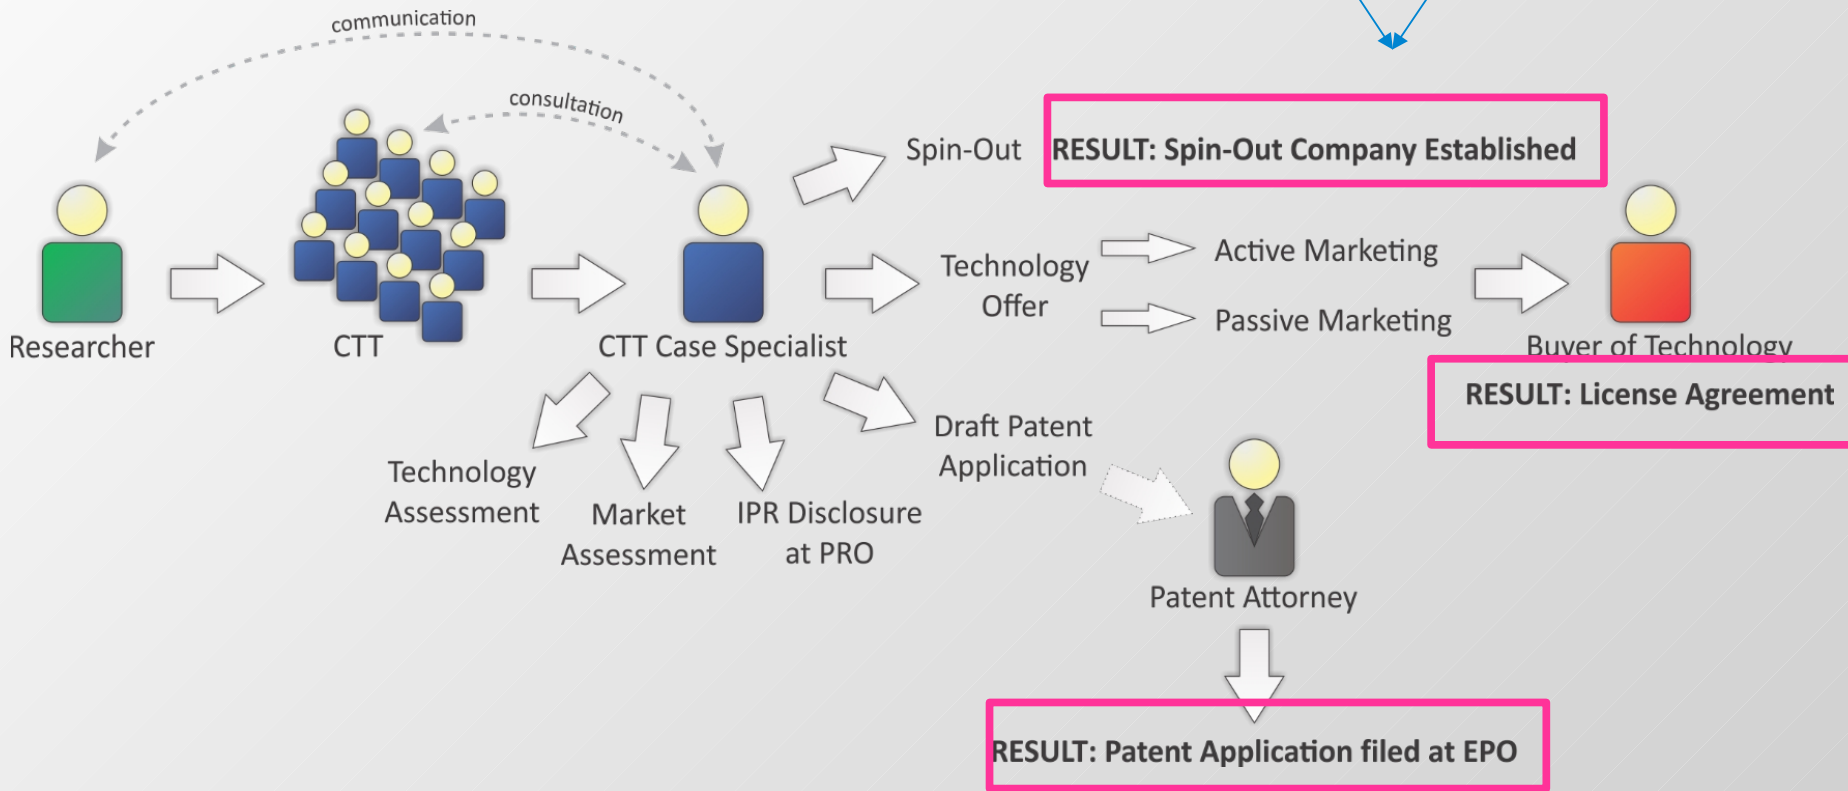 communication
consultation
Spin-Out
RESULT: Spin-Out Company Established
Researcher
CTT
CTT Case Specialist
Technology
Offer
Active Marketing
Passive Marketing
Buyer of Technology
RESULT: License Agreement
Technology
Assessment
Market
Assessment
IPR Disclosure
at PRO
Draft Patent
Application
Patent Attorney
RESULT: Patent Application filed at EPO